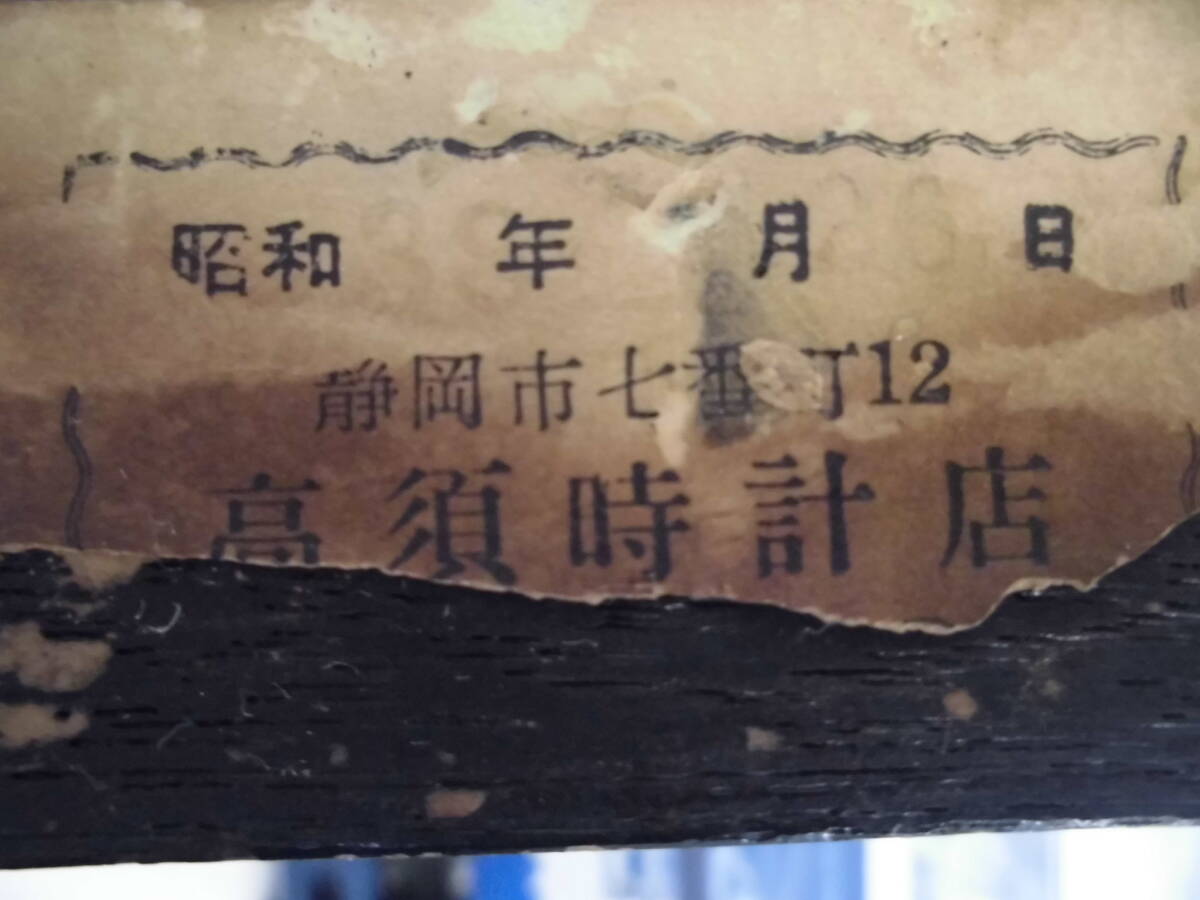 昭和 年 月 日
静岡市七番町12
高須時計店